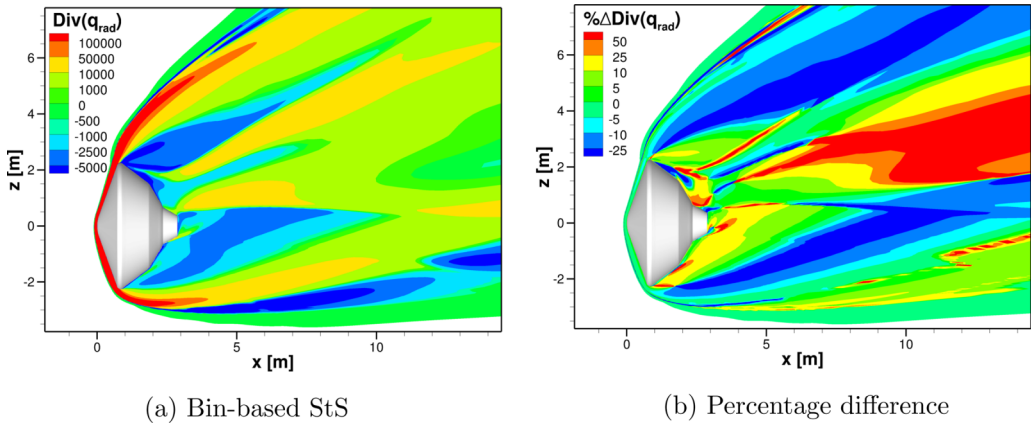 Div(q_rad)
100000
50000
10000
0
-500
-1000
-5000
6
4
2
0
-2
z [m]
0 5 10
x [m]
%ΔDiv(q_rad)
50
25
10
5
0
-5
-10
-25
6
4
2
0
-2
z [m]
0 5 10
x [m]
(a) Bin-based StS
(b) Percentage difference